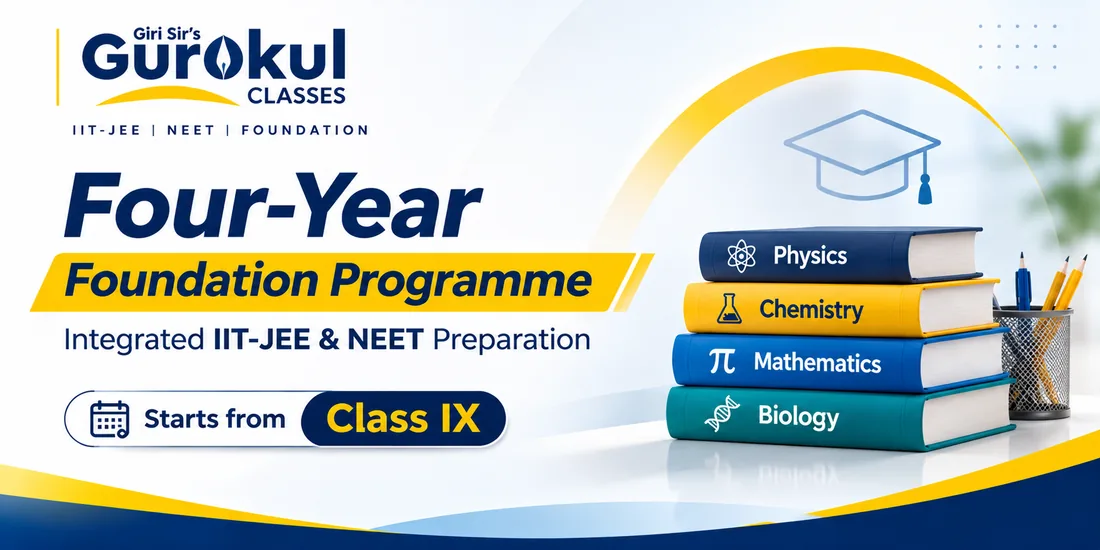 Giri Sir's
Gurukul
CLASSES
IIT-JEE | NEET | FOUNDATION
Four-Year
Foundation Programme
Integrated IIT-JEE & NEET Preparation
Starts from Class IX
Physics
Chemistry
π Mathematics
Biology